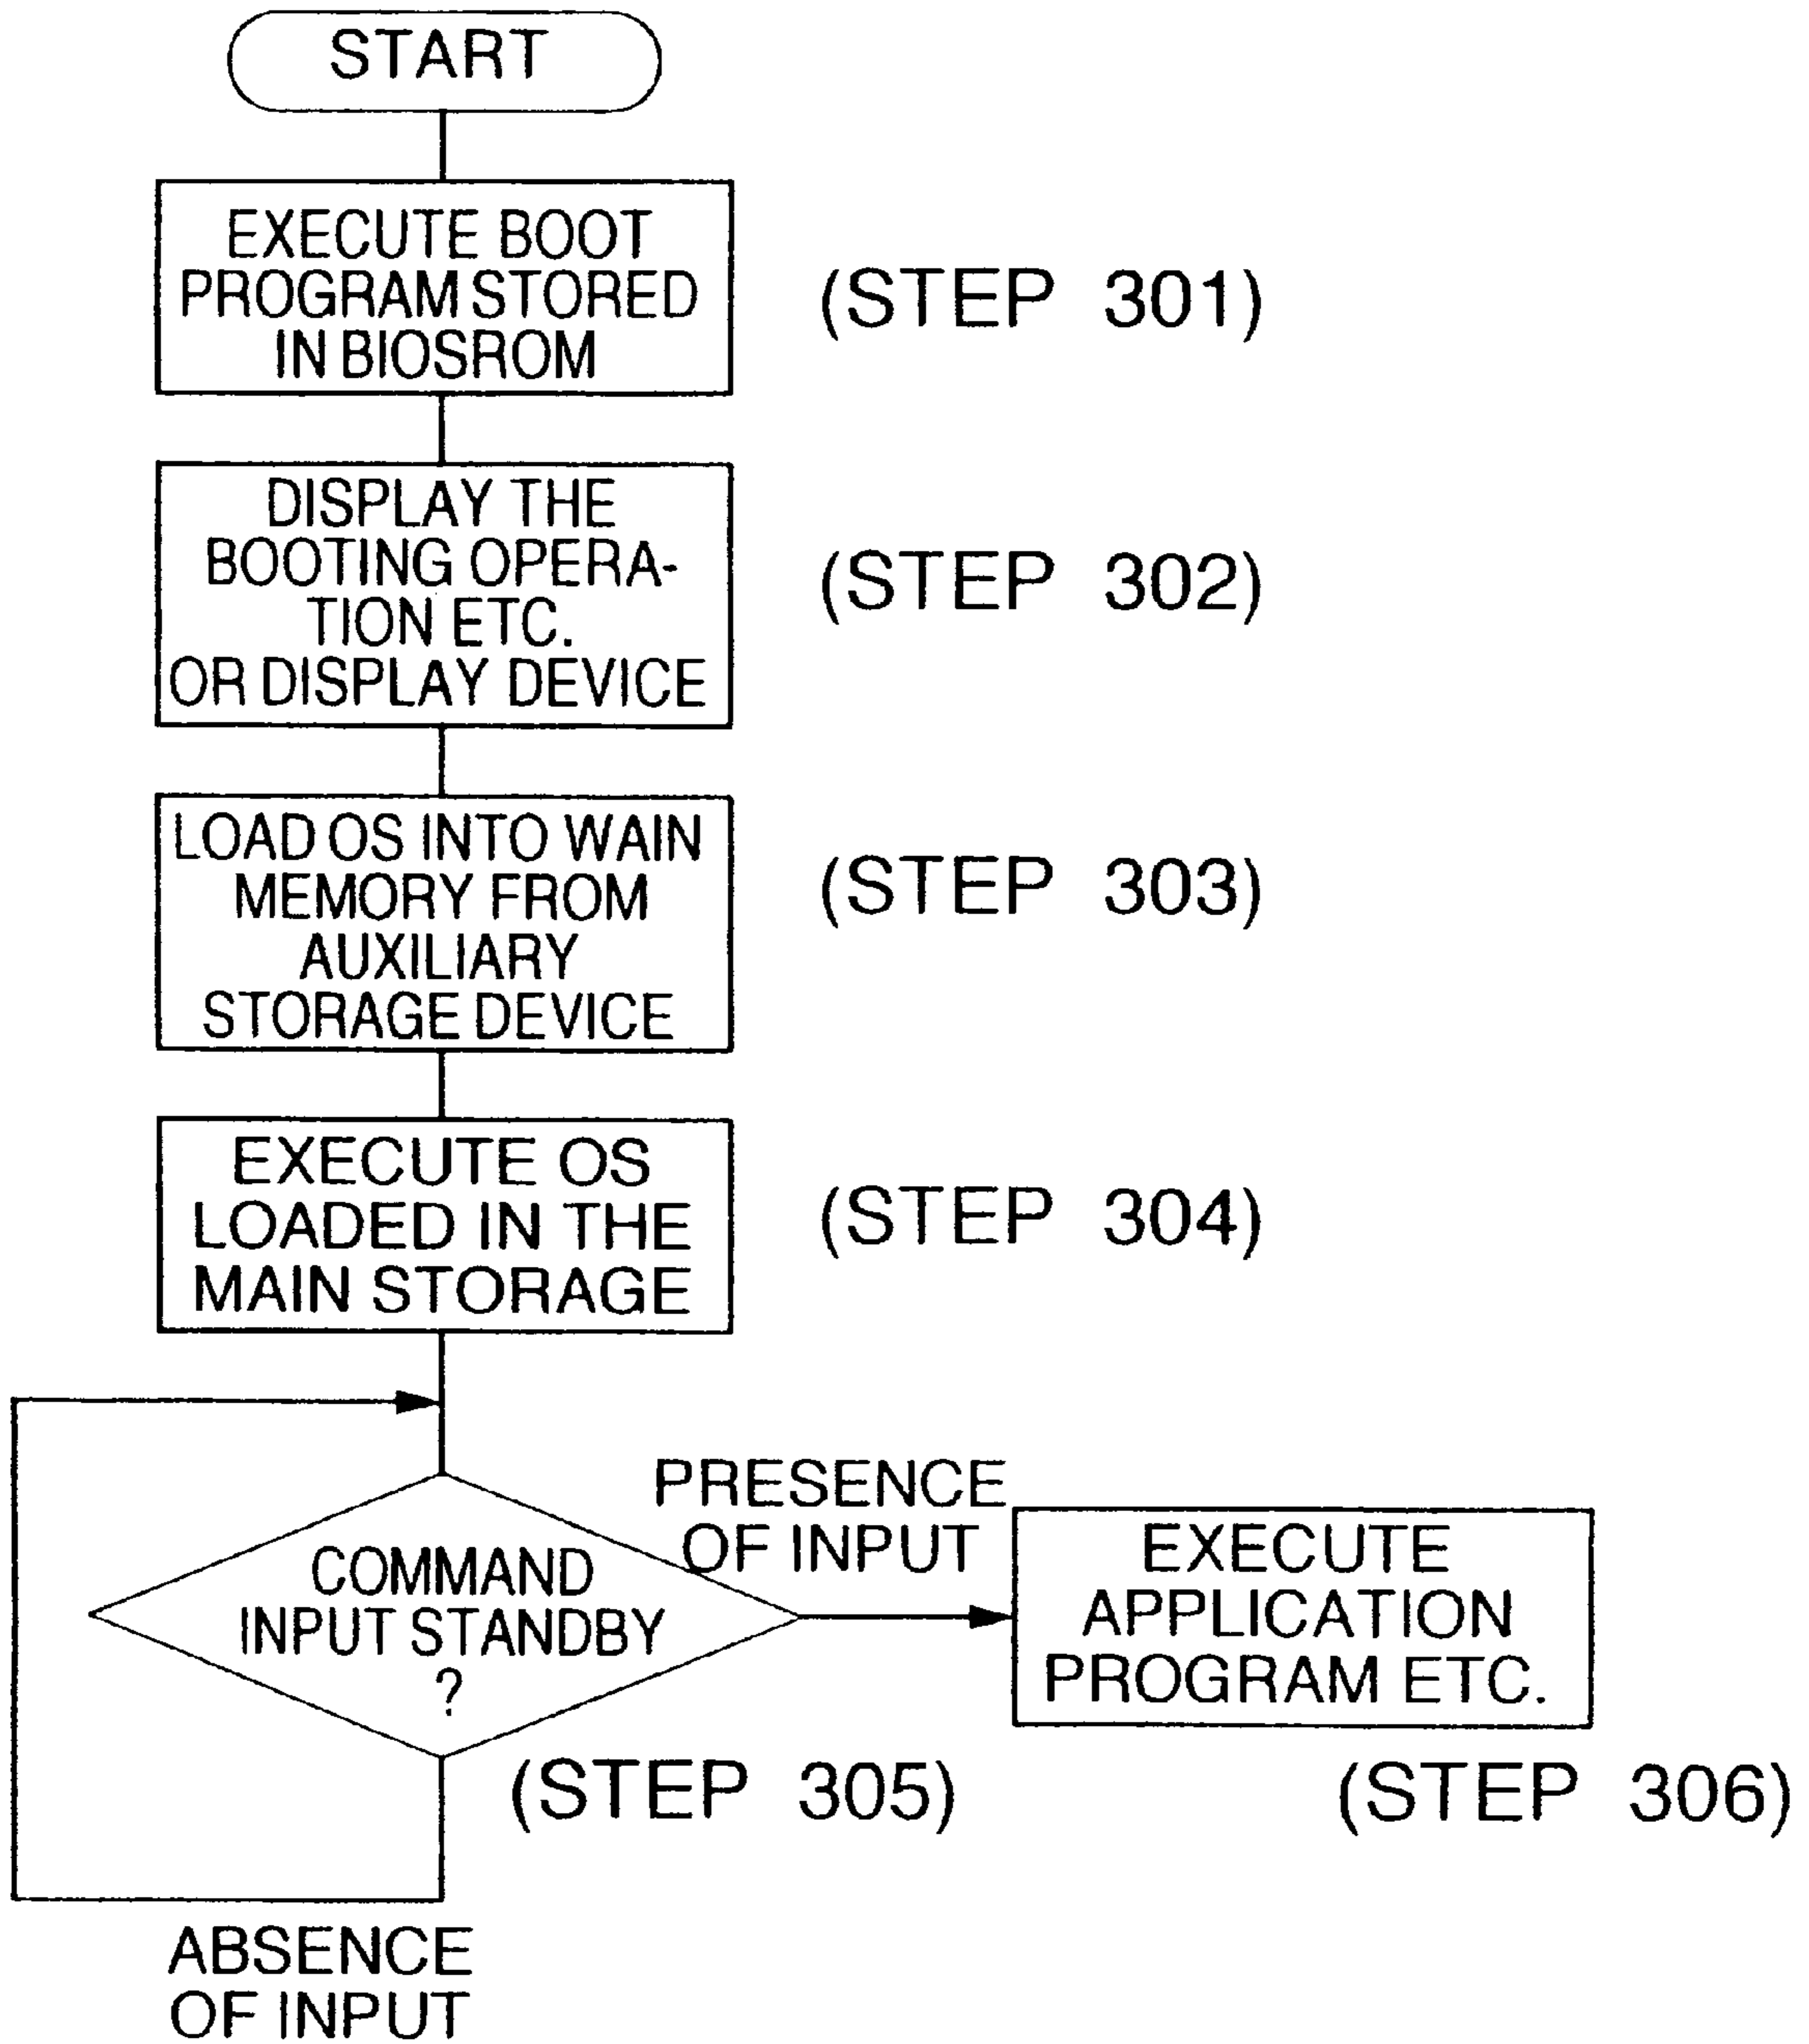 START
EXECUTE BOOT
PROGRAM STORED
IN BIOSROM
(STEP 301)
DISPLAY THE
BOOTING OPERA-
TION ETC.
OR DISPLAY DEVICE
(STEP 302)
LOAD OS INTO WAIN
MEMORY FROM
AUXILIARY
STORAGE DEVICE
(STEP 303)
EXECUTE OS
LOADED IN THE
MAIN STORAGE
(STEP 304)
COMMAND
INPUT STANDBY
?
(STEP 305)
PRESENCE
OF INPUT
EXECUTE
APPLICATION
PROGRAM ETC.
(STEP 306)
ABSENCE
OF INPUT